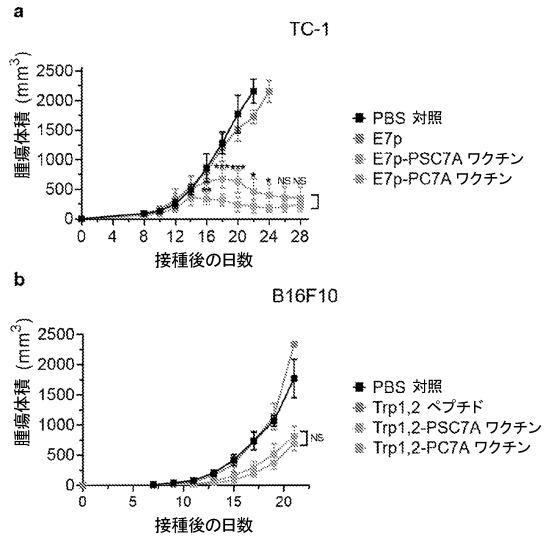 a
TC-1
腫瘍体積 (mm³)
2500
2000
1500
1000
500
0
0 4 8 12 16 20 24 28
接種後の日数
NS NS
PBS 対照
E7p
E7p-PSC7A ワクチン
E7p-PC7A ワクチン
b
B16F10
腫瘍体積 (mm³)
2500
2000
1500
1000
500
0
0 5 10 15 20
接種後の日数
NS
PBS 対照
Trp1,2 ペプチド
Trp1,2-PSC7A ワクチン
Trp1,2-PC7A ワクチン